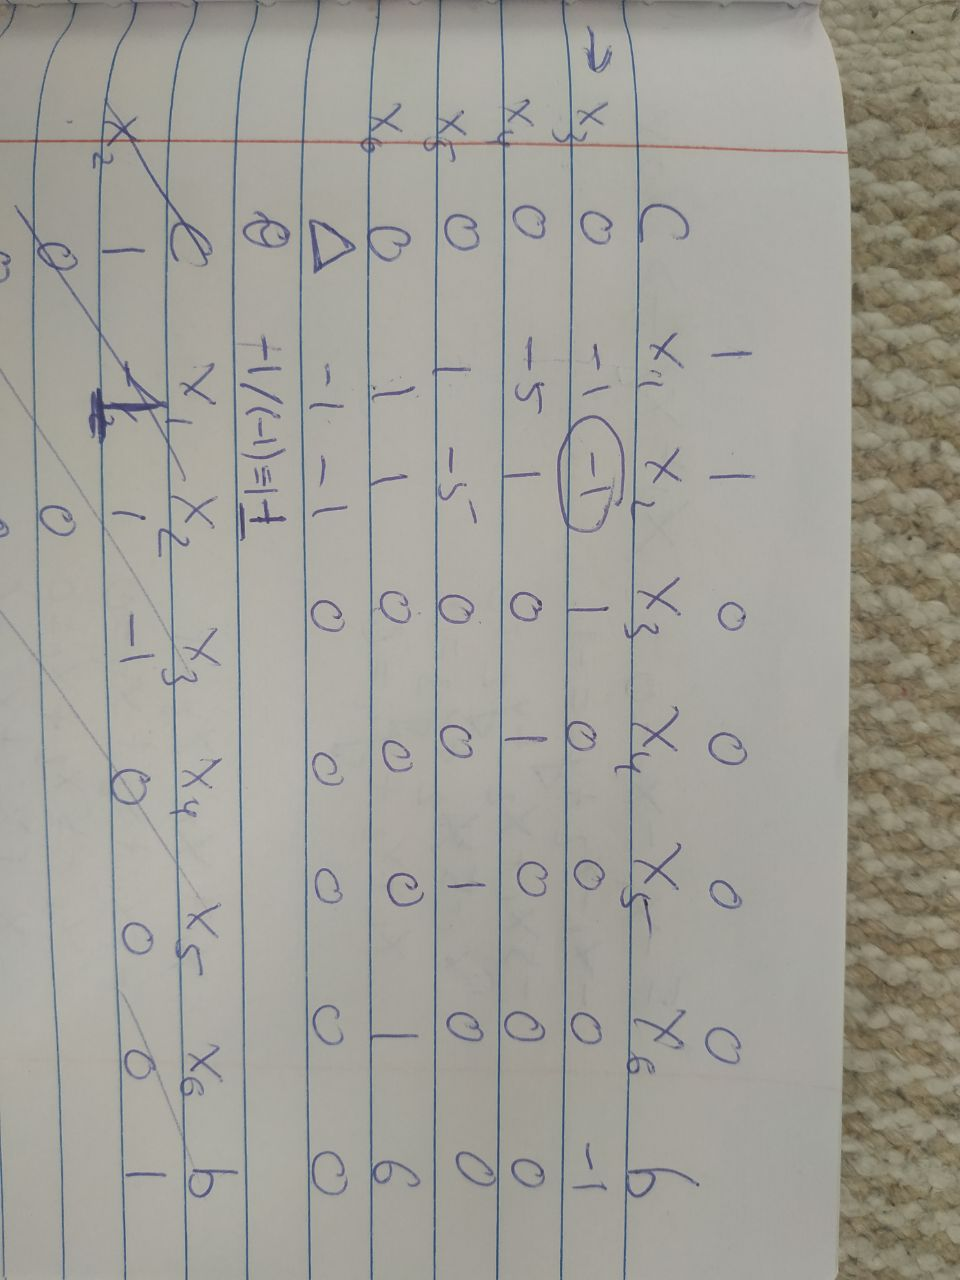 1 1 0 0 0 0
C x₁ x₂ x₃ x₄ x₅ x₆ b
→ x₃ 0 -1 -1 1 0 0 0 -1
x₄ 0 -5 1 0 1 0 0 0
x₅ 0 1 -5 0 0 1 0 0
x₆ 0 1 1 0 0 0 1 6
Δ -1 -1 0 0 0 0 0
θ +1/(-1)=1
C x₁ x₂ x₃ x₄ x₅ x₆ b
x₂ 1 1 -1 0 0 0 1
0 0